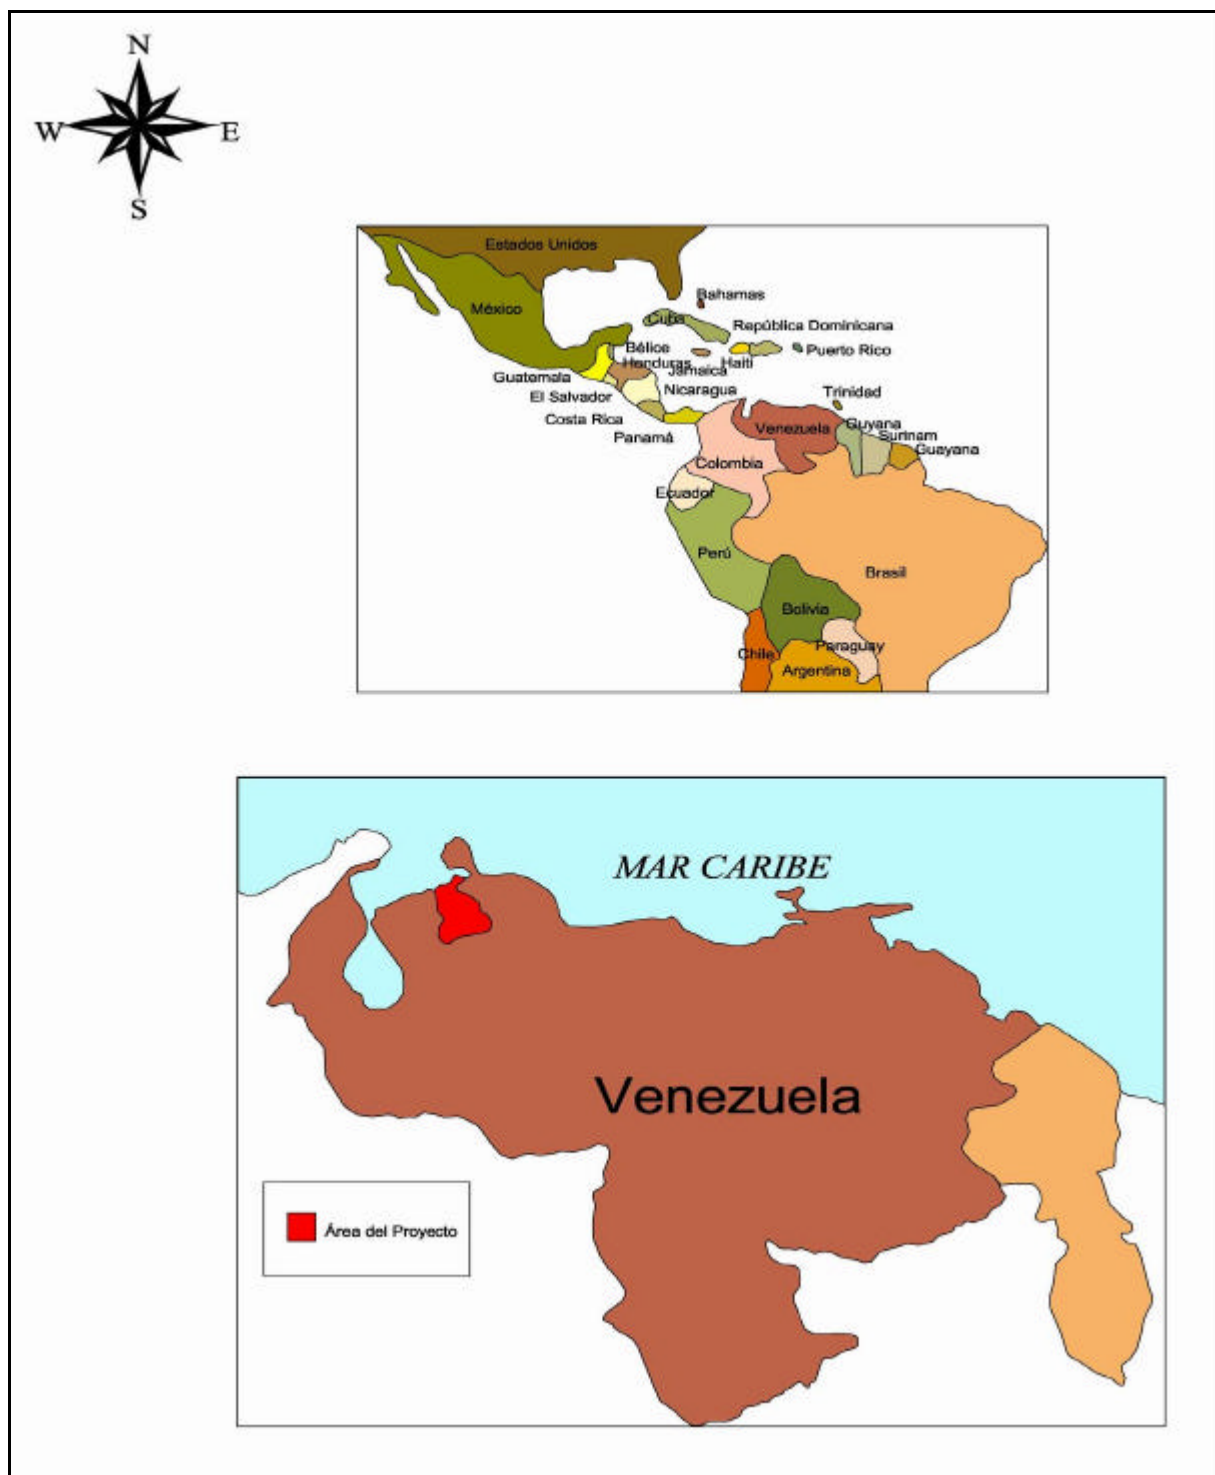 N
W E
S
Estados Unidos
Bahamas
México
Cuba
República Dominicana
Bélice
Puerto Rico
Honduras
Haití
Jamaica
Guatemala
Nicaragua
Trinidad
El Salvador
Costa Rica
Guyana
Venezuela
Surinam
Panamá
Guayana
Colombia
Ecuador
Perú
Brasil
Bolivia
Paraguay
Chile
Argentina
MAR CARIBE
Venezuela
Área del Proyecto